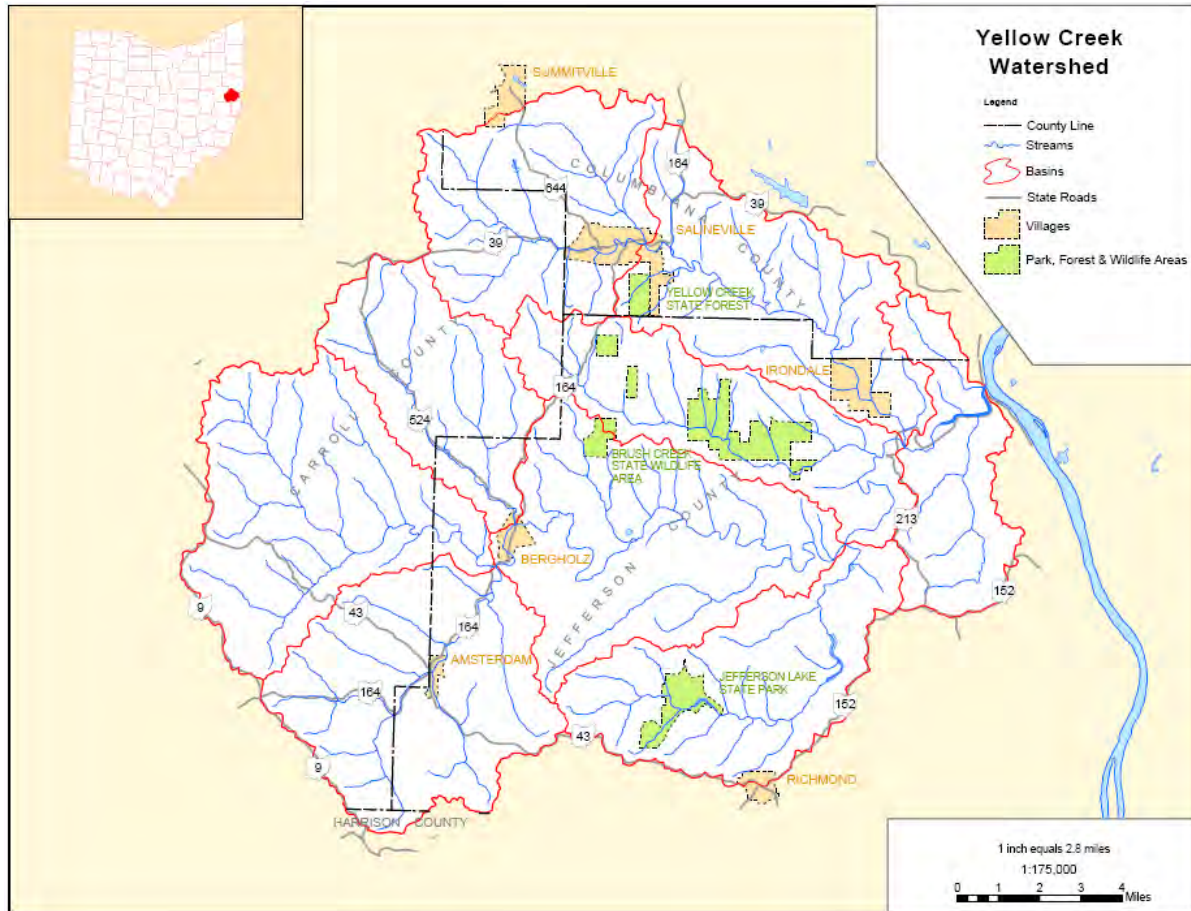 Yellow Creek
Watershed
Legend
County Line
Streams
Basins
State Roads
Villages
Park, Forest & Wildlife Areas
SUMMITVILLE
164
COLUMBIANA COUNTY
644
39
SALINEVILLE
39
YELLOW CREEK
STATE FOREST
IRONDALE
164
CARROLL COUNTY
524
BRUSH CREEK
STATE WILDLIFE
AREA
213
BERGHOLZ
JEFFERSON COUNTY
152
9
43
164
AMSTERDAM
JEFFERSON LAKE
STATE PARK
164
152
43
9
RICHMOND
HARRISON COUNTY
1 inch equals 2.8 miles
1:175,000
0 1 2 3 4
Miles